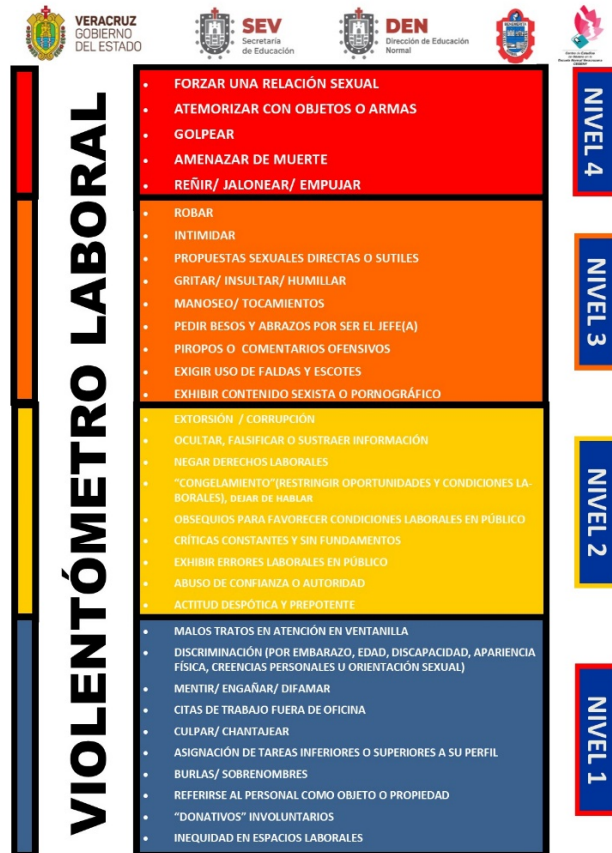 VERACRUZ
GOBIERNO
DEL ESTADO
SEV
Secretaría
de Educación
DEN
Dirección de Educación
Normal
VIOLENTÓMETRO LABORAL
• FORZAR UNA RELACIÓN SEXUAL
• ATEMORIZAR CON OBJETOS O ARMAS
• GOLPEAR
• AMENAZAR DE MUERTE
• REÑIR/ JALONEAR/ EMPUJAR
NIVEL 4
• ROBAR
• INTIMIDAR
• PROPUESTAS SEXUALES DIRECTAS O SUTILES
• GRITAR/ INSULTAR/ HUMILLAR
• MANOSEO/ TOCAMIENTOS
• PEDIR BESOS Y ABRAZOS POR SER EL JEFE(A)
• PIROPOS O COMENTARIOS OFENSIVOS
• EXIGIR USO DE FALDAS Y ESCOTES
• EXHIBIR CONTENIDO SEXISTA O PORNOGRÁFICO
NIVEL 3
• EXTORSIÓN / CORRUPCIÓN
• OCULTAR, FALSIFICAR O SUSTRAER INFORMACIÓN
• NEGAR DERECHOS LABORALES
• "CONGELAMIENTO"(RESTRINGIR OPORTUNIDADES Y CONDICIONES LA-
BORALES), DEJAR DE HABLAR
• OBSEQUIOS PARA FAVORECER CONDICIONES LABORALES EN PÚBLICO
• CRÍTICAS CONSTANTES Y SIN FUNDAMENTOS
• EXHIBIR ERRORES LABORALES EN PÚBLICO
• ABUSO DE CONFIANZA O AUTORIDAD
• ACTITUD DESPÓTICA Y PREPOTENTE
NIVEL 2
• MALOS TRATOS EN ATENCIÓN EN VENTANILLA
• DISCRIMINACIÓN (POR EMBARAZO, EDAD, DISCAPACIDAD, APARIENCIA
FÍSICA, CREENCIAS PERSONALES U ORIENTACIÓN SEXUAL)
• MENTIR/ ENGAÑAR/ DIFAMAR
• CITAS DE TRABAJO FUERA DE OFICINA
• CULPAR/ CHANTAJEAR
• ASIGNACIÓN DE TAREAS INFERIORES O SUPERIORES A SU PERFIL
• BURLAS/ SOBRENOMBRES
• REFERIRSE AL PERSONAL COMO OBJETO O PROPIEDAD
• "DONATIVOS" INVOLUNTARIOS
• INEQUIDAD EN ESPACIOS LABORALES
NIVEL 1